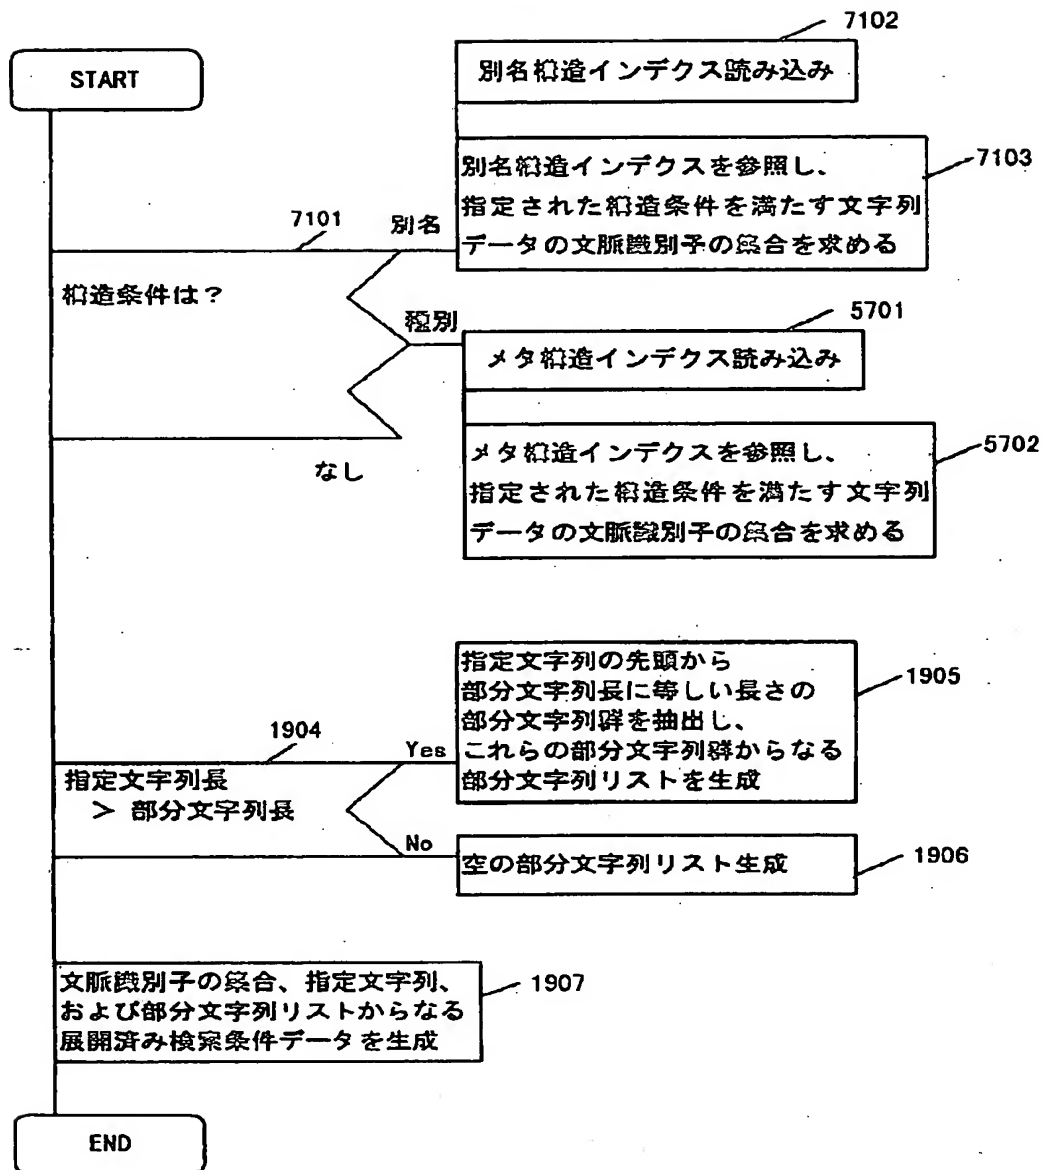 START
7102
別名構造インデクス読み込み
7103
別名構造インデクスを参照し、
指定された構造条件を満たす文字列
データの文脈識別子の集合を求める
7101
別名
構造条件は？
種別
5701
メタ構造インデクス読み込み
5702
メタ構造インデクスを参照し、
指定された構造条件を満たす文字列
データの文脈識別子の集合を求める
なし
1905
指定文字列の先頭から
部分文字列長に等しい長さの
部分文字列群を抽出し、
これらの部分文字列群からなる
部分文字列リストを生成
1904
Yes
指定文字列長
＞ 部分文字列長
No
空の部分文字列リスト生成
1906
文脈識別子の集合、指定文字列、
および部分文字列リストからなる
展開済み検索条件データを生成
1907
END